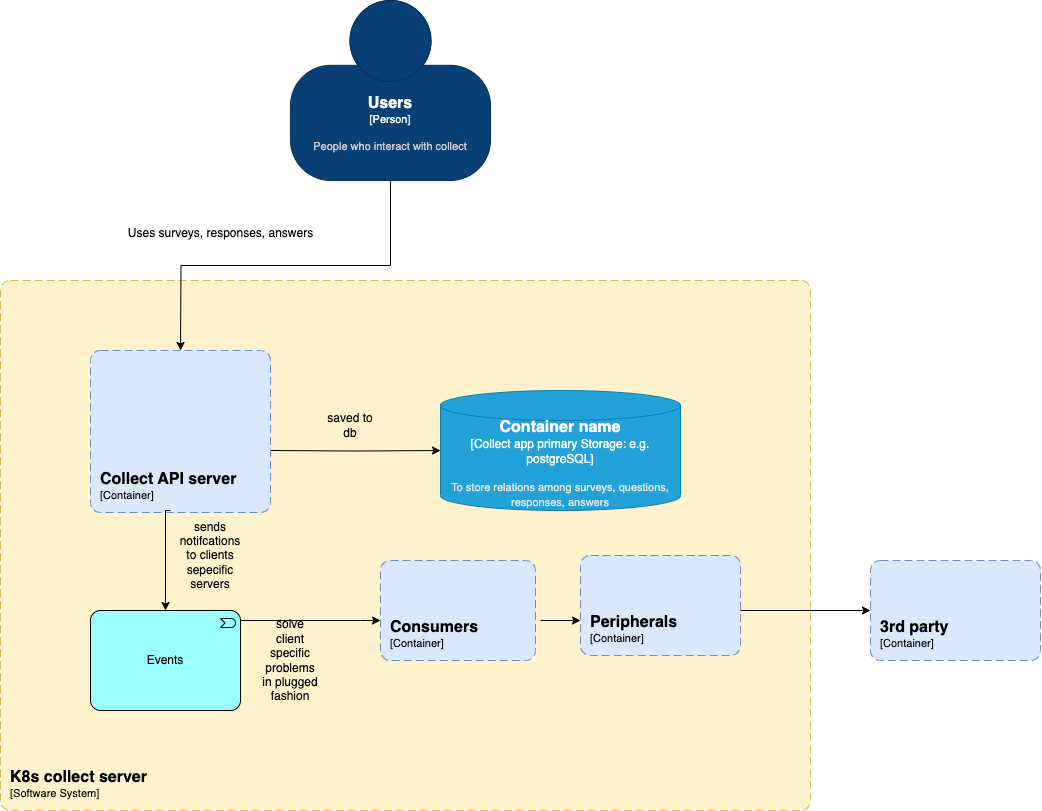 Users
[Person]
People who interact with collect
Uses surveys, responses, answers
Collect API server
[Container]
saved to
db
Container name
[Collect app primary Storage: e.g.
postgreSQL]
To store relations among surveys, questions,
responses, answers
sends
notifcations
to clients
sepecific
servers
Events
solve
client
specific
problems
in plugged
fashion
Consumers
[Container]
Peripherals
[Container]
3rd party
[Container]
K8s collect server
[Software System]